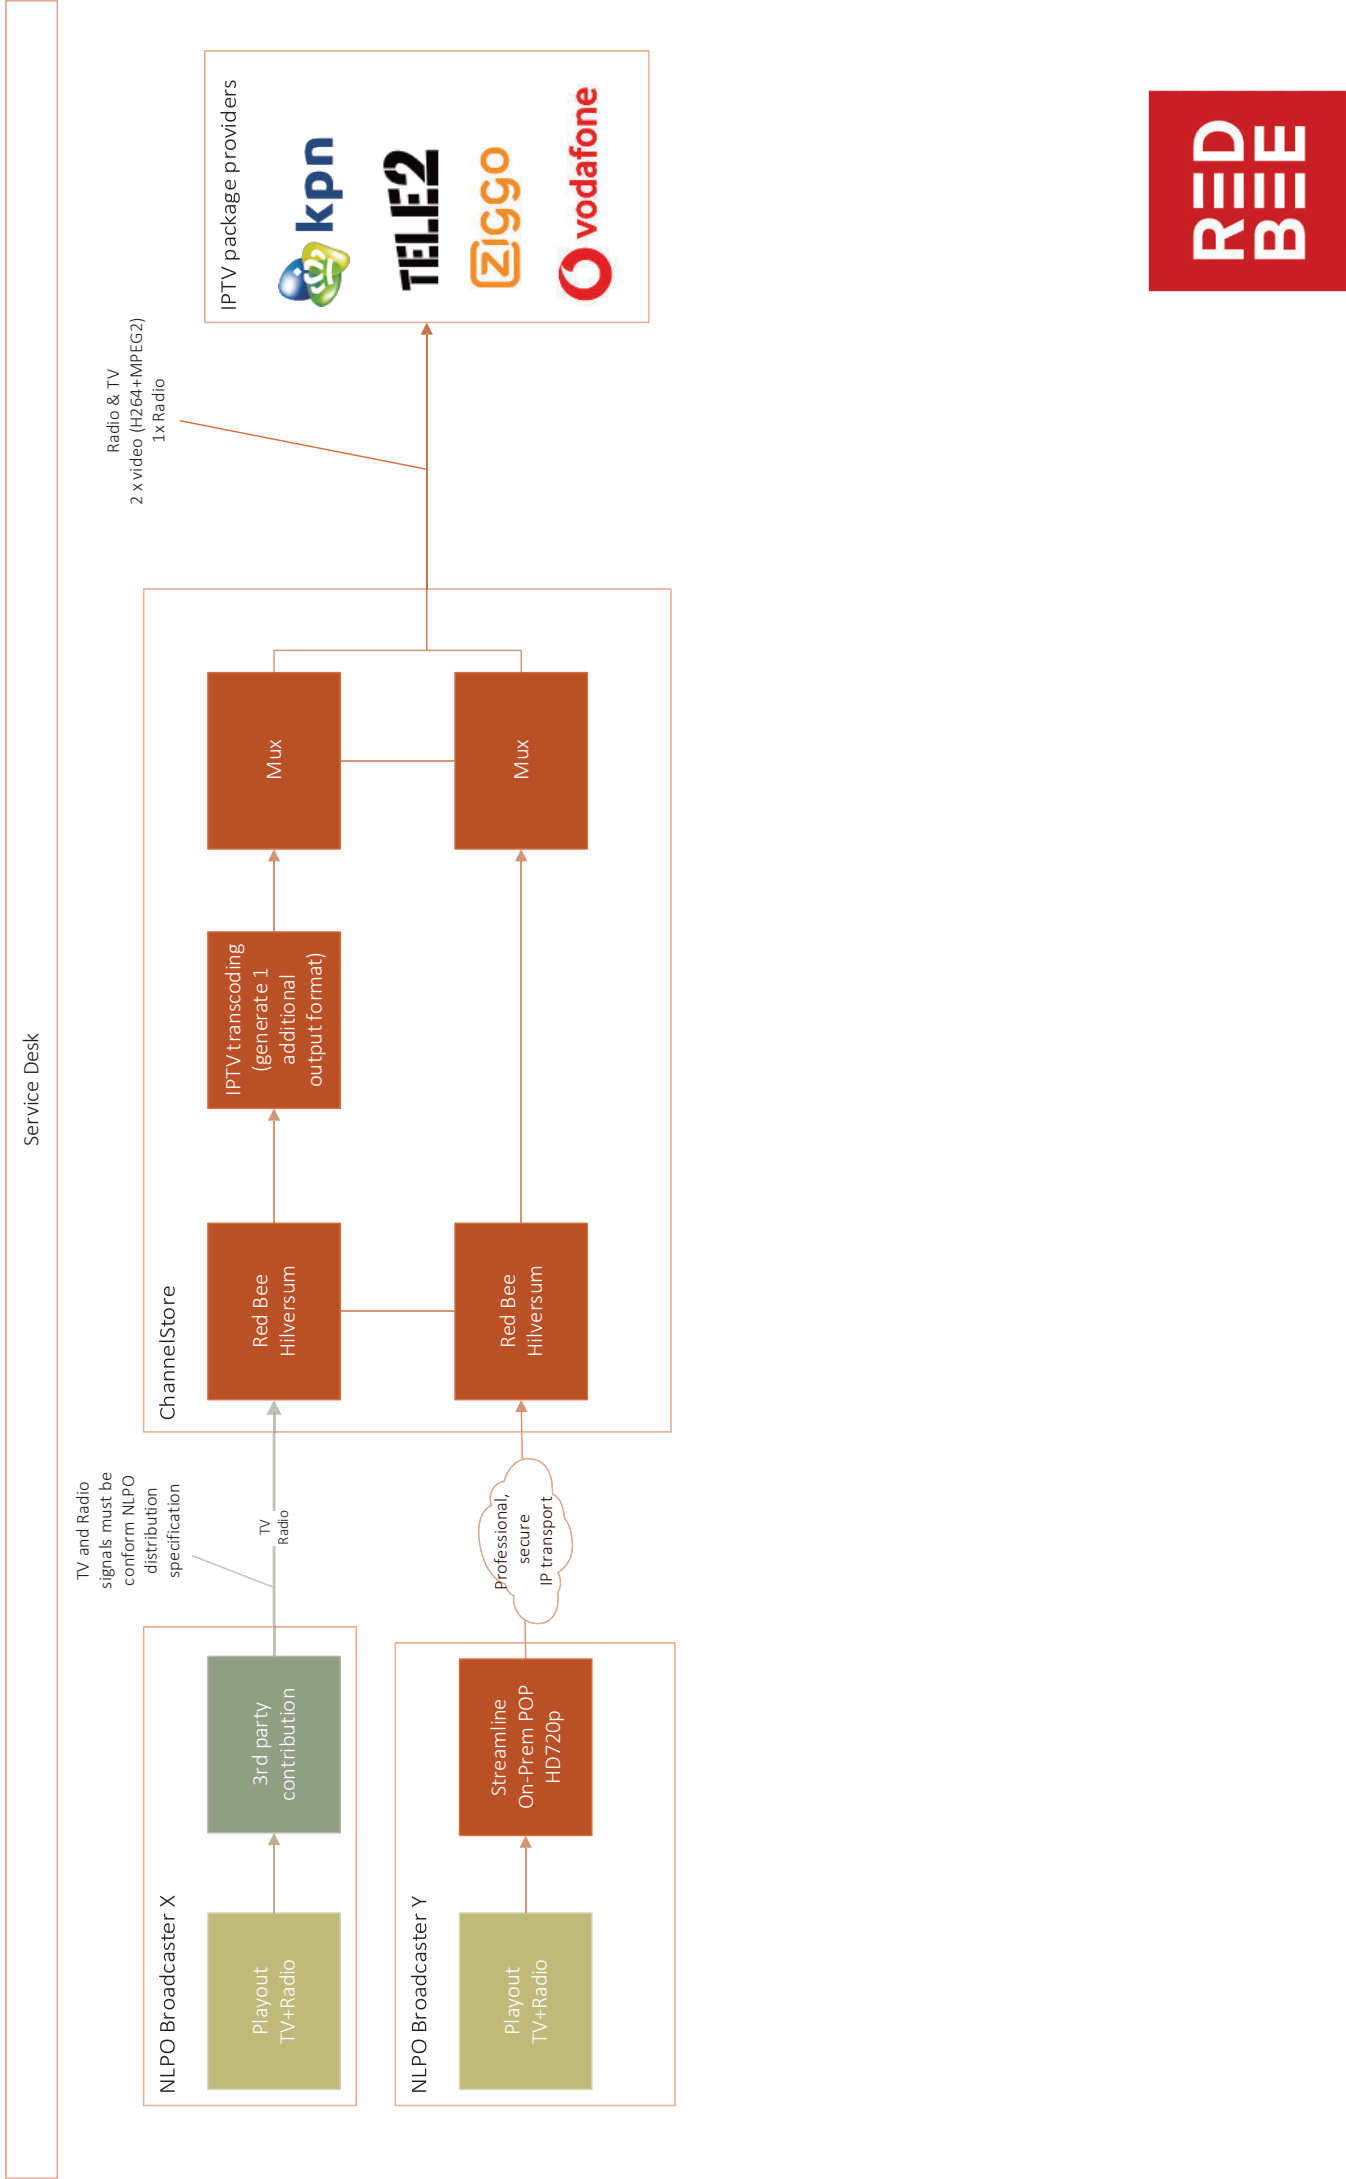 Service Desk
TV and Radio
signals must be
conform NLPO
distribution
specification
Radio & TV
2 x video (H264+MPEG2)
1x Radio
NLPO Broadcaster X
Playout
TV+Radio
3rd party
contribution
TV
Radio
ChannelStore
Red Bee
Hilversum
IPTV transcoding
(generate 1
additional
output format)
Mux
IPTV package providers
kpn
TELE2
ziggo
vodafone
NLPO Broadcaster Y
Playout
TV+Radio
Streamline
On-Prem POP
HD720p
Professional,
secure
IP transport
Red Bee
Hilversum
Mux
RED
BEE